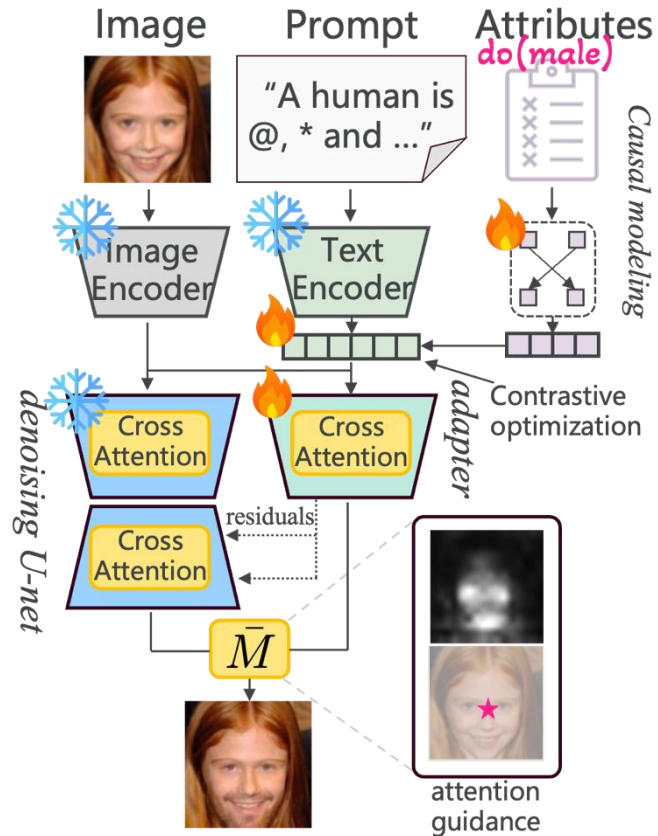 Image
Prompt
Attributes
do(male)
"A human is
@, * and ..."
Causal modeling
Image
Encoder
Text
Encoder
Contrastive
optimization
adapter
denoising U-net
Cross
Attention
Cross
Attention
residuals
Cross
Attention
M̄
attention
guidance